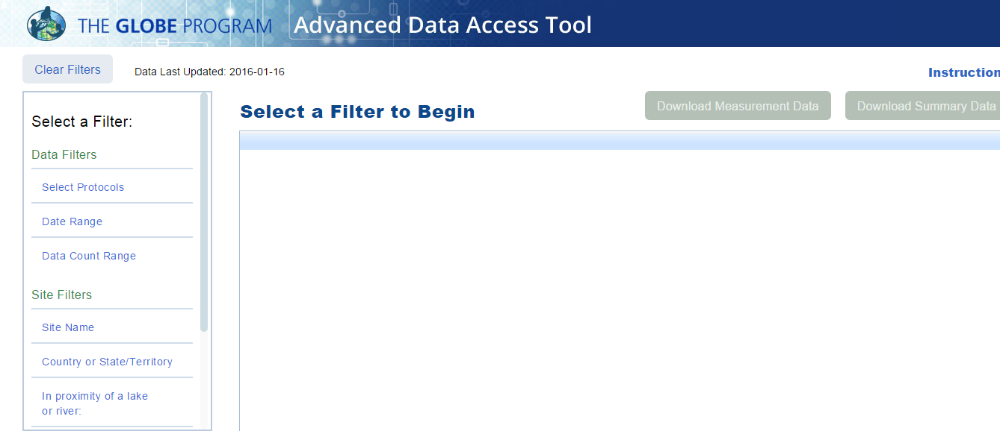 THE GLOBE PROGRAM Advanced Data Access Tool
Clear Filters
Data Last Updated: 2016-01-16
Instruction
Select a Filter:
Data Filters
Select Protocols
Date Range
Data Count Range
Site Filters
Site Name
Country or State/Territory
In proximity of a lake
or river:
Select a Filter to Begin
Download Measurement Data
Download Summary Data